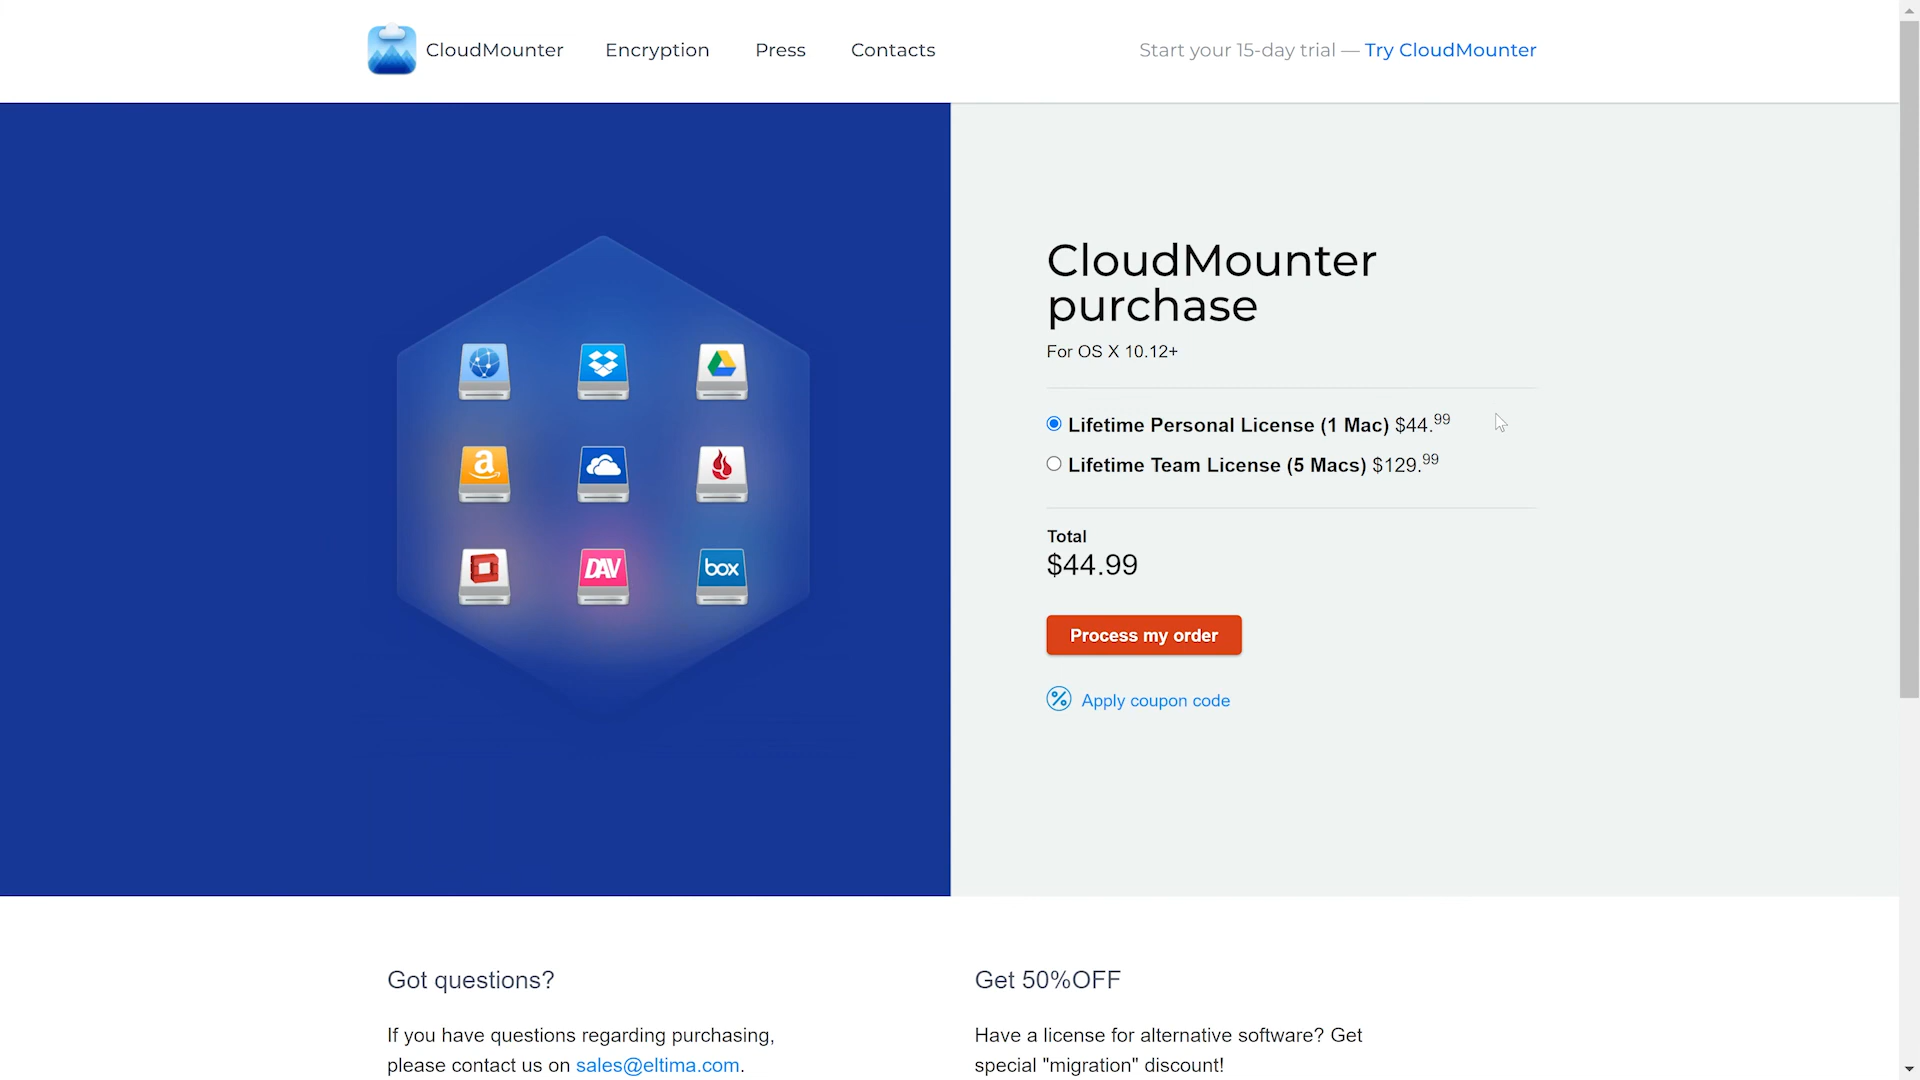 CloudMounter
Encryption
Press
Contacts
Start your 15-day trial — Try CloudMounter
a
DAV
box
CloudMounter
purchase
For OS X 10.12+
Lifetime Personal License (1 Mac) $44.99
Lifetime Team License (5 Macs) $129.99
Total
$44.99
Process my order
% Apply coupon code
Got questions?
If you have questions regarding purchasing,
please contact us on sales@eltima.com.
Get 50%OFF
Have a license for alternative software? Get
special "migration" discount!